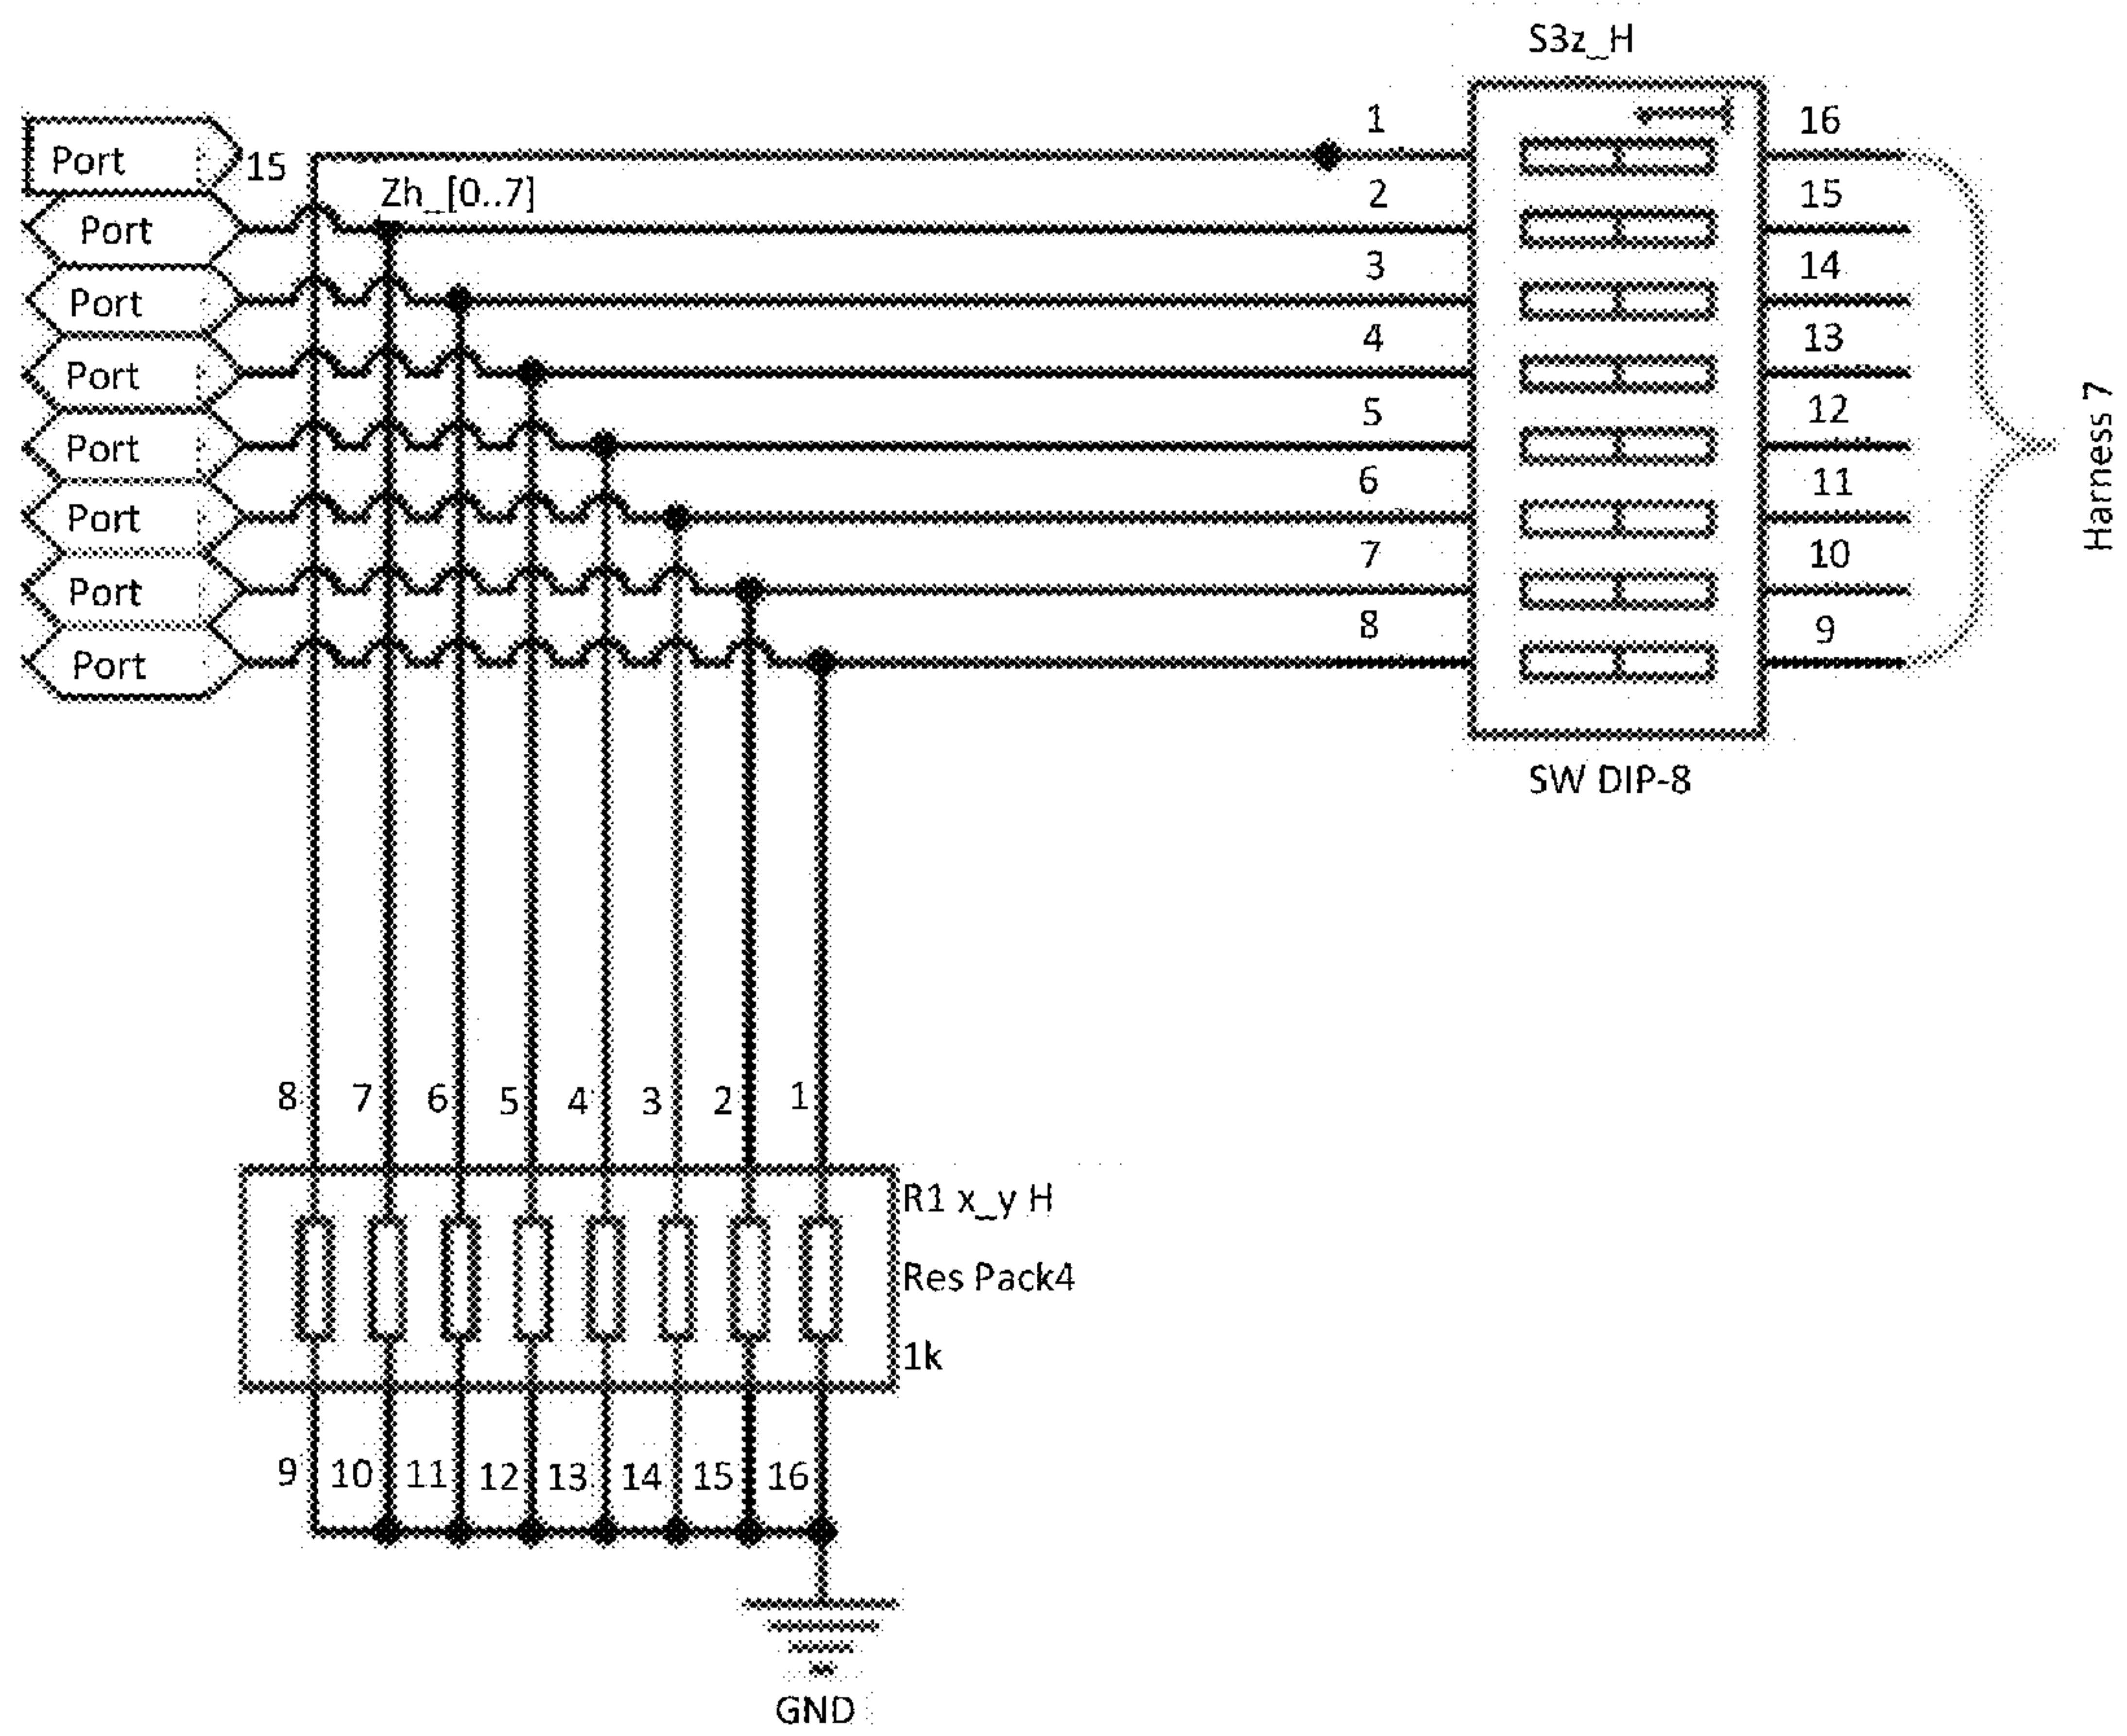 S3z_H
Port 15 1 16
Zh_[0..7]
Port 2 15
Port 3 14
Port 4 13
Port 5 12
Port 6 11
Port 7 10
Port 8 9
Harness 7
SW DIP-8
8 7 6 5 4 3 2 1
R1 x_y H
Res Pack4
1k
9 10 11 12 13 14 15 16
GND